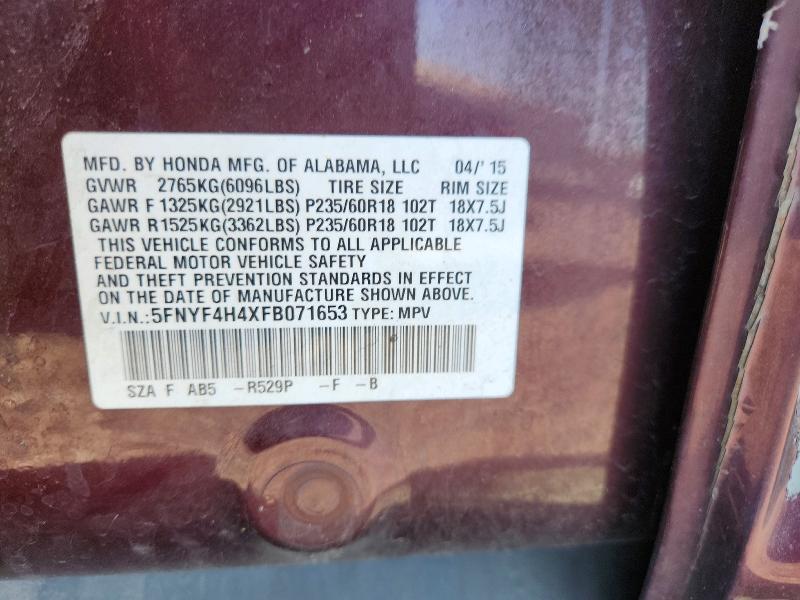 MFD. BY HONDA MFG. OF ALABAMA, LLC 04/'15
GVWR 2765KG(6096LBS) TIRE SIZE RIM SIZE
GAWR F 1325KG(2921LBS) P235/60R18 102T 18X7.5J
GAWR R1525KG(3362LBS) P235/60R18 102T 18X7.5J
THIS VEHICLE CONFORMS TO ALL APPLICABLE
FEDERAL MOTOR VEHICLE SAFETY
AND THEFT PREVENTION STANDARDS IN EFFECT
ON THE DATE OF MANUFACTURE SHOWN ABOVE.
V.I.N.:5FNYF4H4XFB071653 TYPE: MPV
SZA F AB5 -R529P -F -B